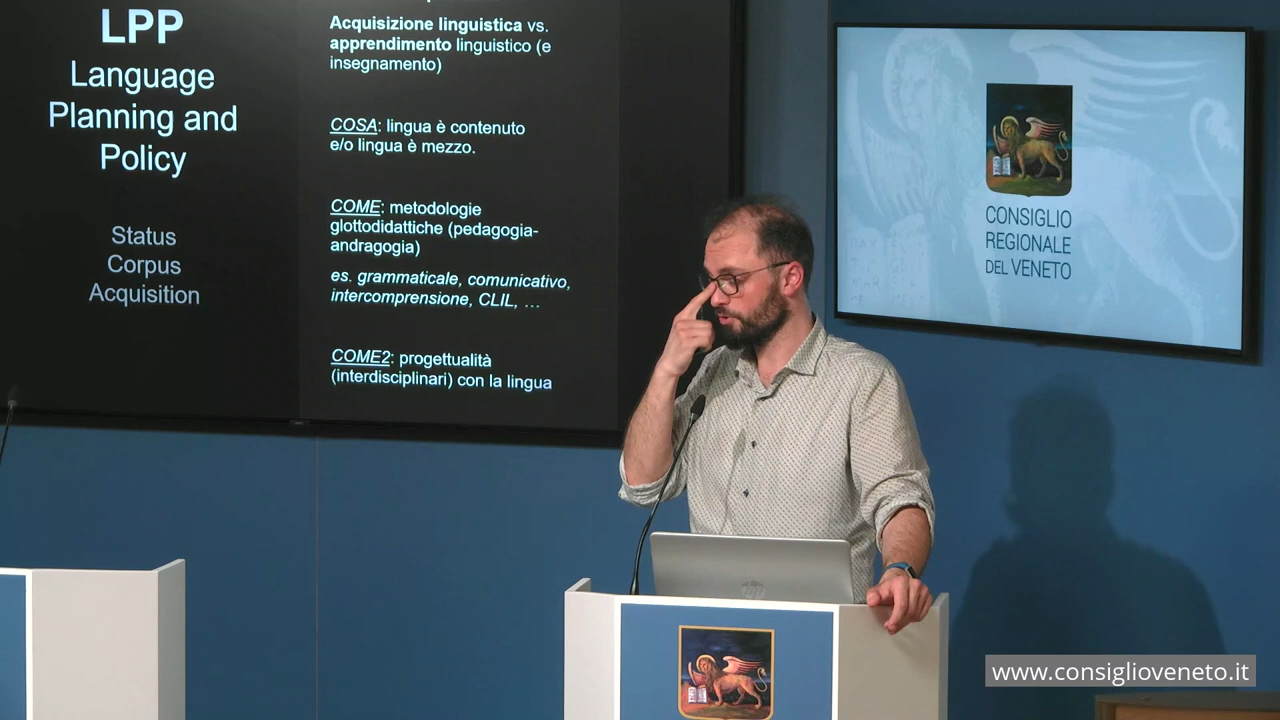 LPP
Language
Planning and
Policy
Status
Corpus
Acquisition
Acquisizione linguistica vs.
apprendimento linguistico (e
insegnamento)
COSA: lingua è contenuto
e/o lingua è mezzo.
COME: metodologie
glottodidattiche (pedagogia-
andragogia)
es. grammaticale, comunicativo,
intercomprensione, CLIL, …
COME2: progettualità
(interdisciplinari) con la lingua
CONSIGLIO
REGIONALE
DEL VENETO
hp
www.consiglioveneto.it